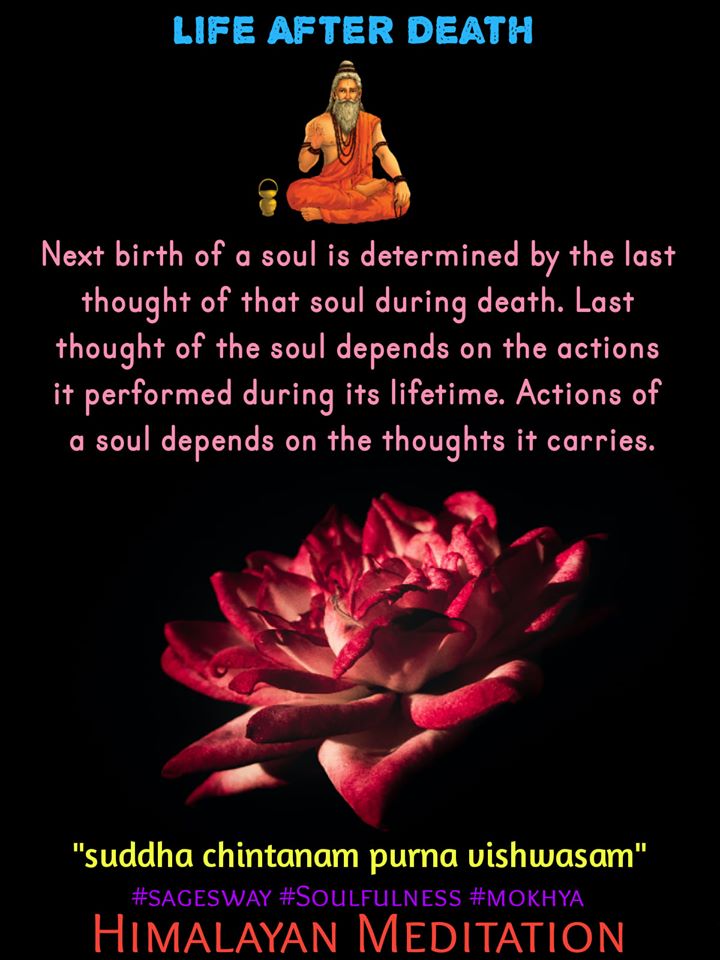 LIFE AFTER DEATH
Next birth of a soul is determined by the last
thought of that soul during death. Last
thought of the soul depends on the actions
it performed during its lifetime. Actions of
a soul depends on the thoughts it carries.
"suddha chintanam purna vishwasam"
#SAGESWAY #SOULFULNESS #MOKHYA
HIMALAYAN MEDITATION